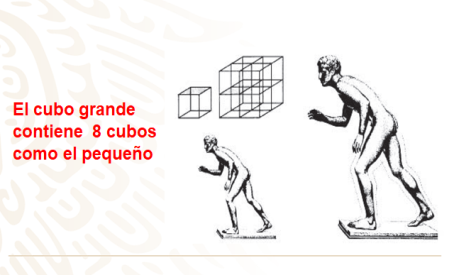 El cubo grande
contiene 8 cubos
como el pequeño